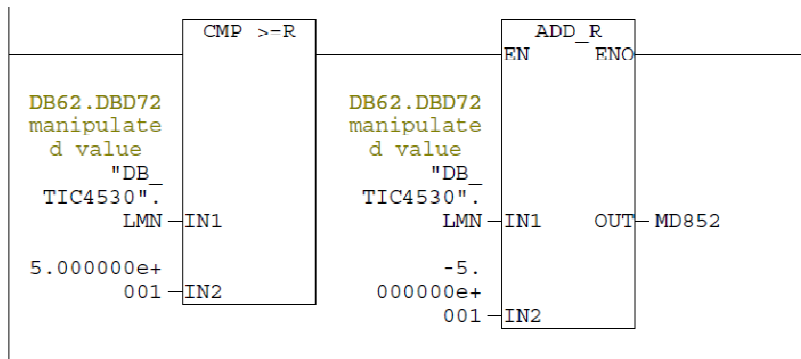 CMP >=R
ADD_R
EN ENO
DB62.DBD72
manipulate
d value
"DB_
TIC4530".
LMN IN1
5.000000e+
001 IN2
DB62.DBD72
manipulate
d value
"DB_
TIC4530".
LMN IN1 OUT MD852
-5.
000000e+
001 IN2